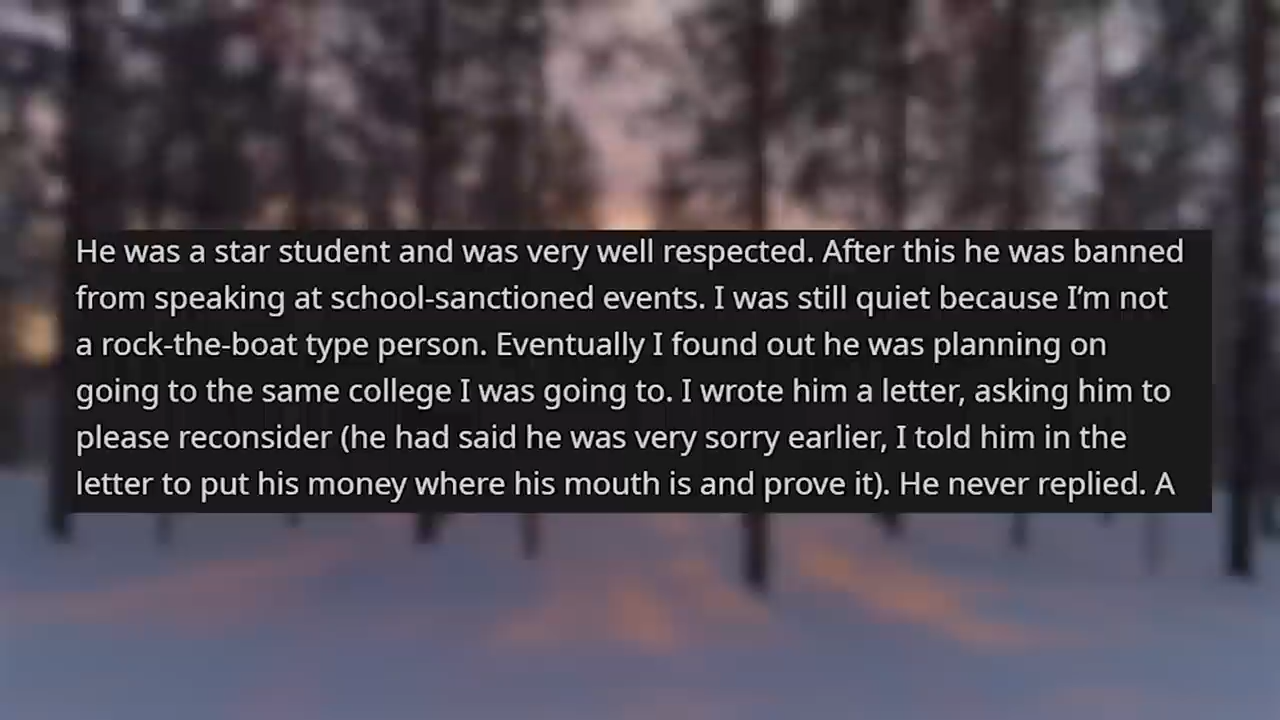 He was a star student and was very well respected. After this he was banned
from speaking at school-sanctioned events. I was still quiet because I’m not
a rock-the-boat type person. Eventually I found out he was planning on
going to the same college I was going to. I wrote him a letter, asking him to
please reconsider (he had said he was very sorry earlier, I told him in the
letter to put his money where his mouth is and prove it). He never replied. A